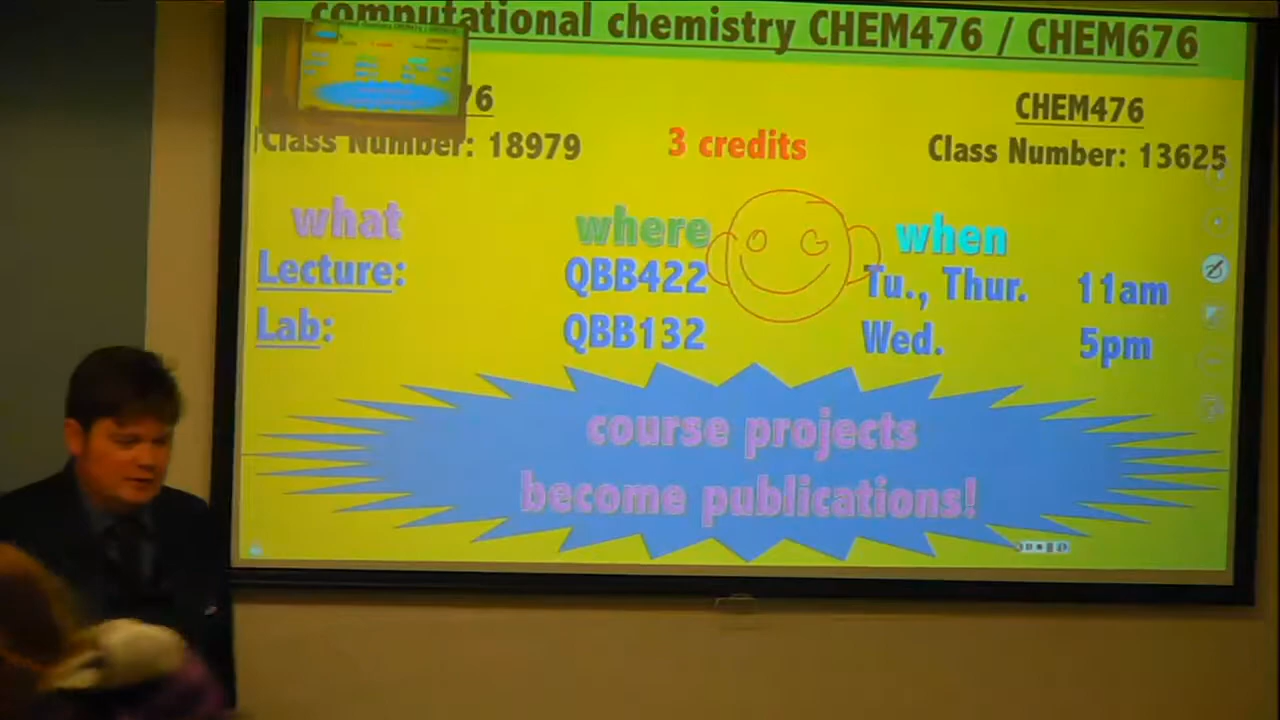 computational chemistry CHEM476 / CHEM676
76
CHEM476
Class Number: 18979
3 credits
Class Number: 13625
what
where
when
Lecture:
QBB422
Tu., Thur.
11am
Lab:
QBB132
Wed.
5pm
course projects
become publications!